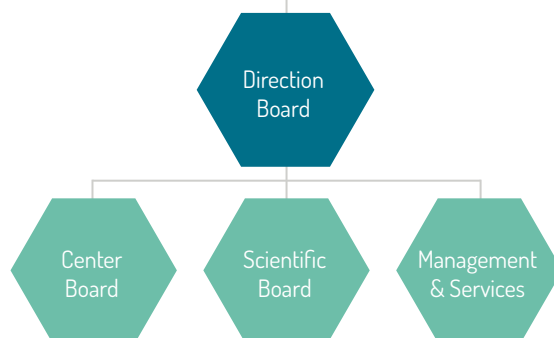 Direction
Board
Center
Board
Scientific
Board
Management
& Services